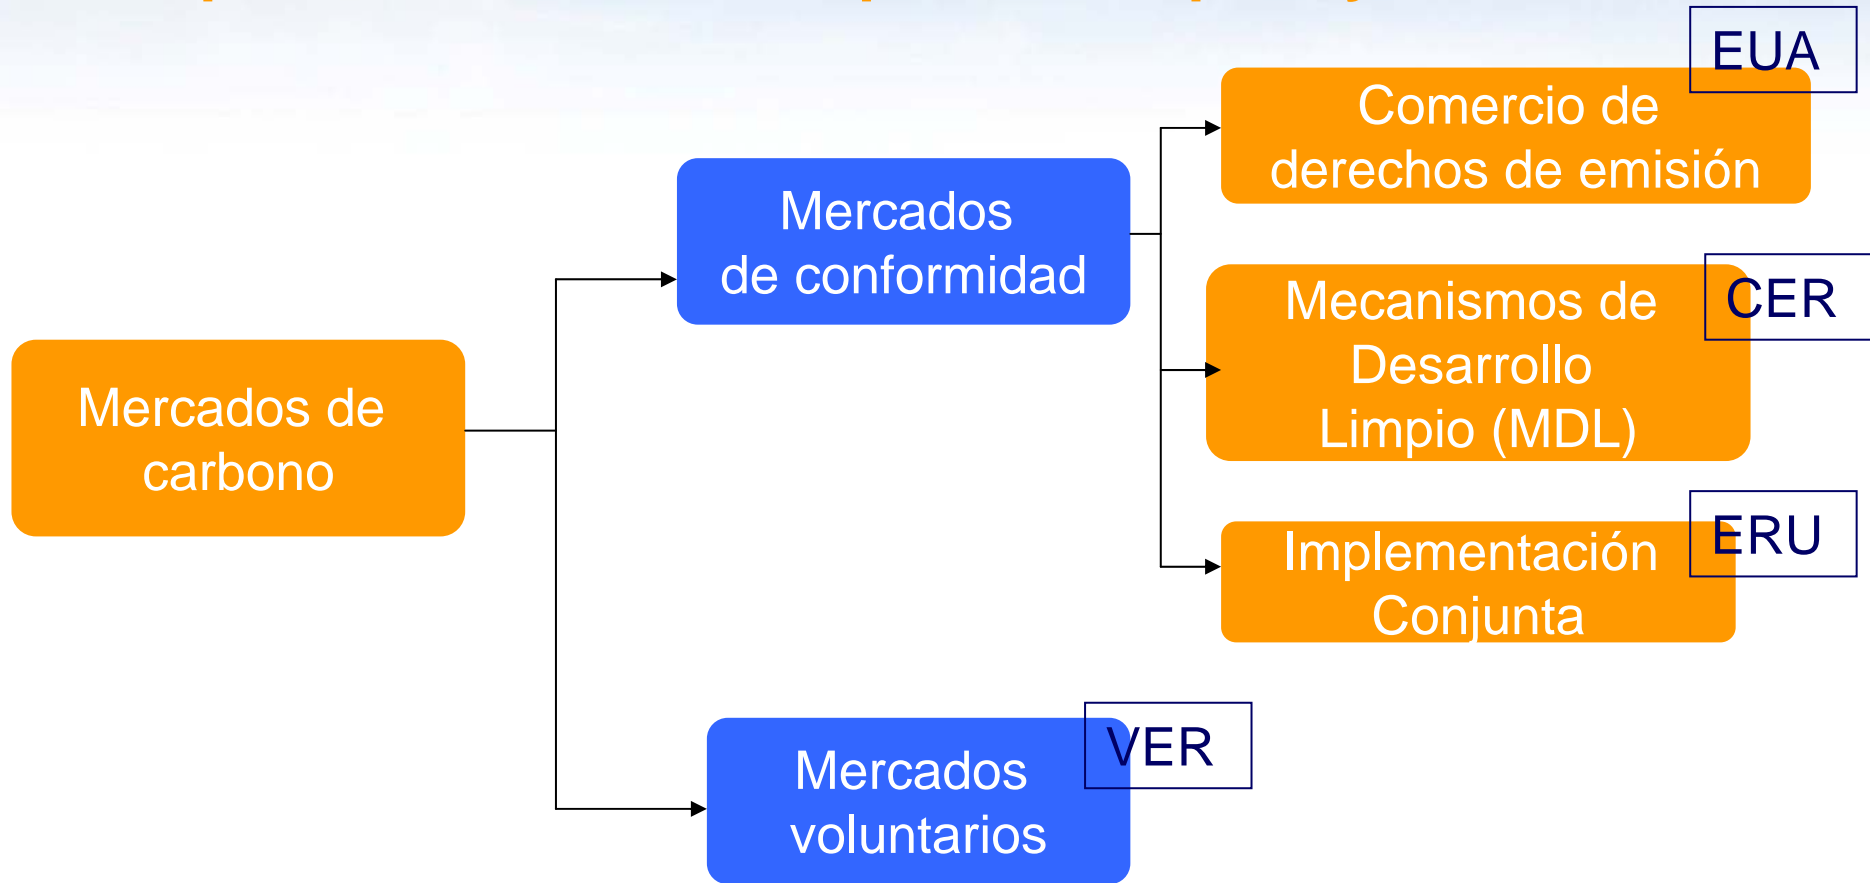 Mercados de
carbono
Mercados
de conformidad
Mercados
voluntarios
VER
Comercio de
derechos de emisión
EUA
Mecanismos de
Desarrollo
Limpio (MDL)
CER
Implementación
Conjunta
ERU